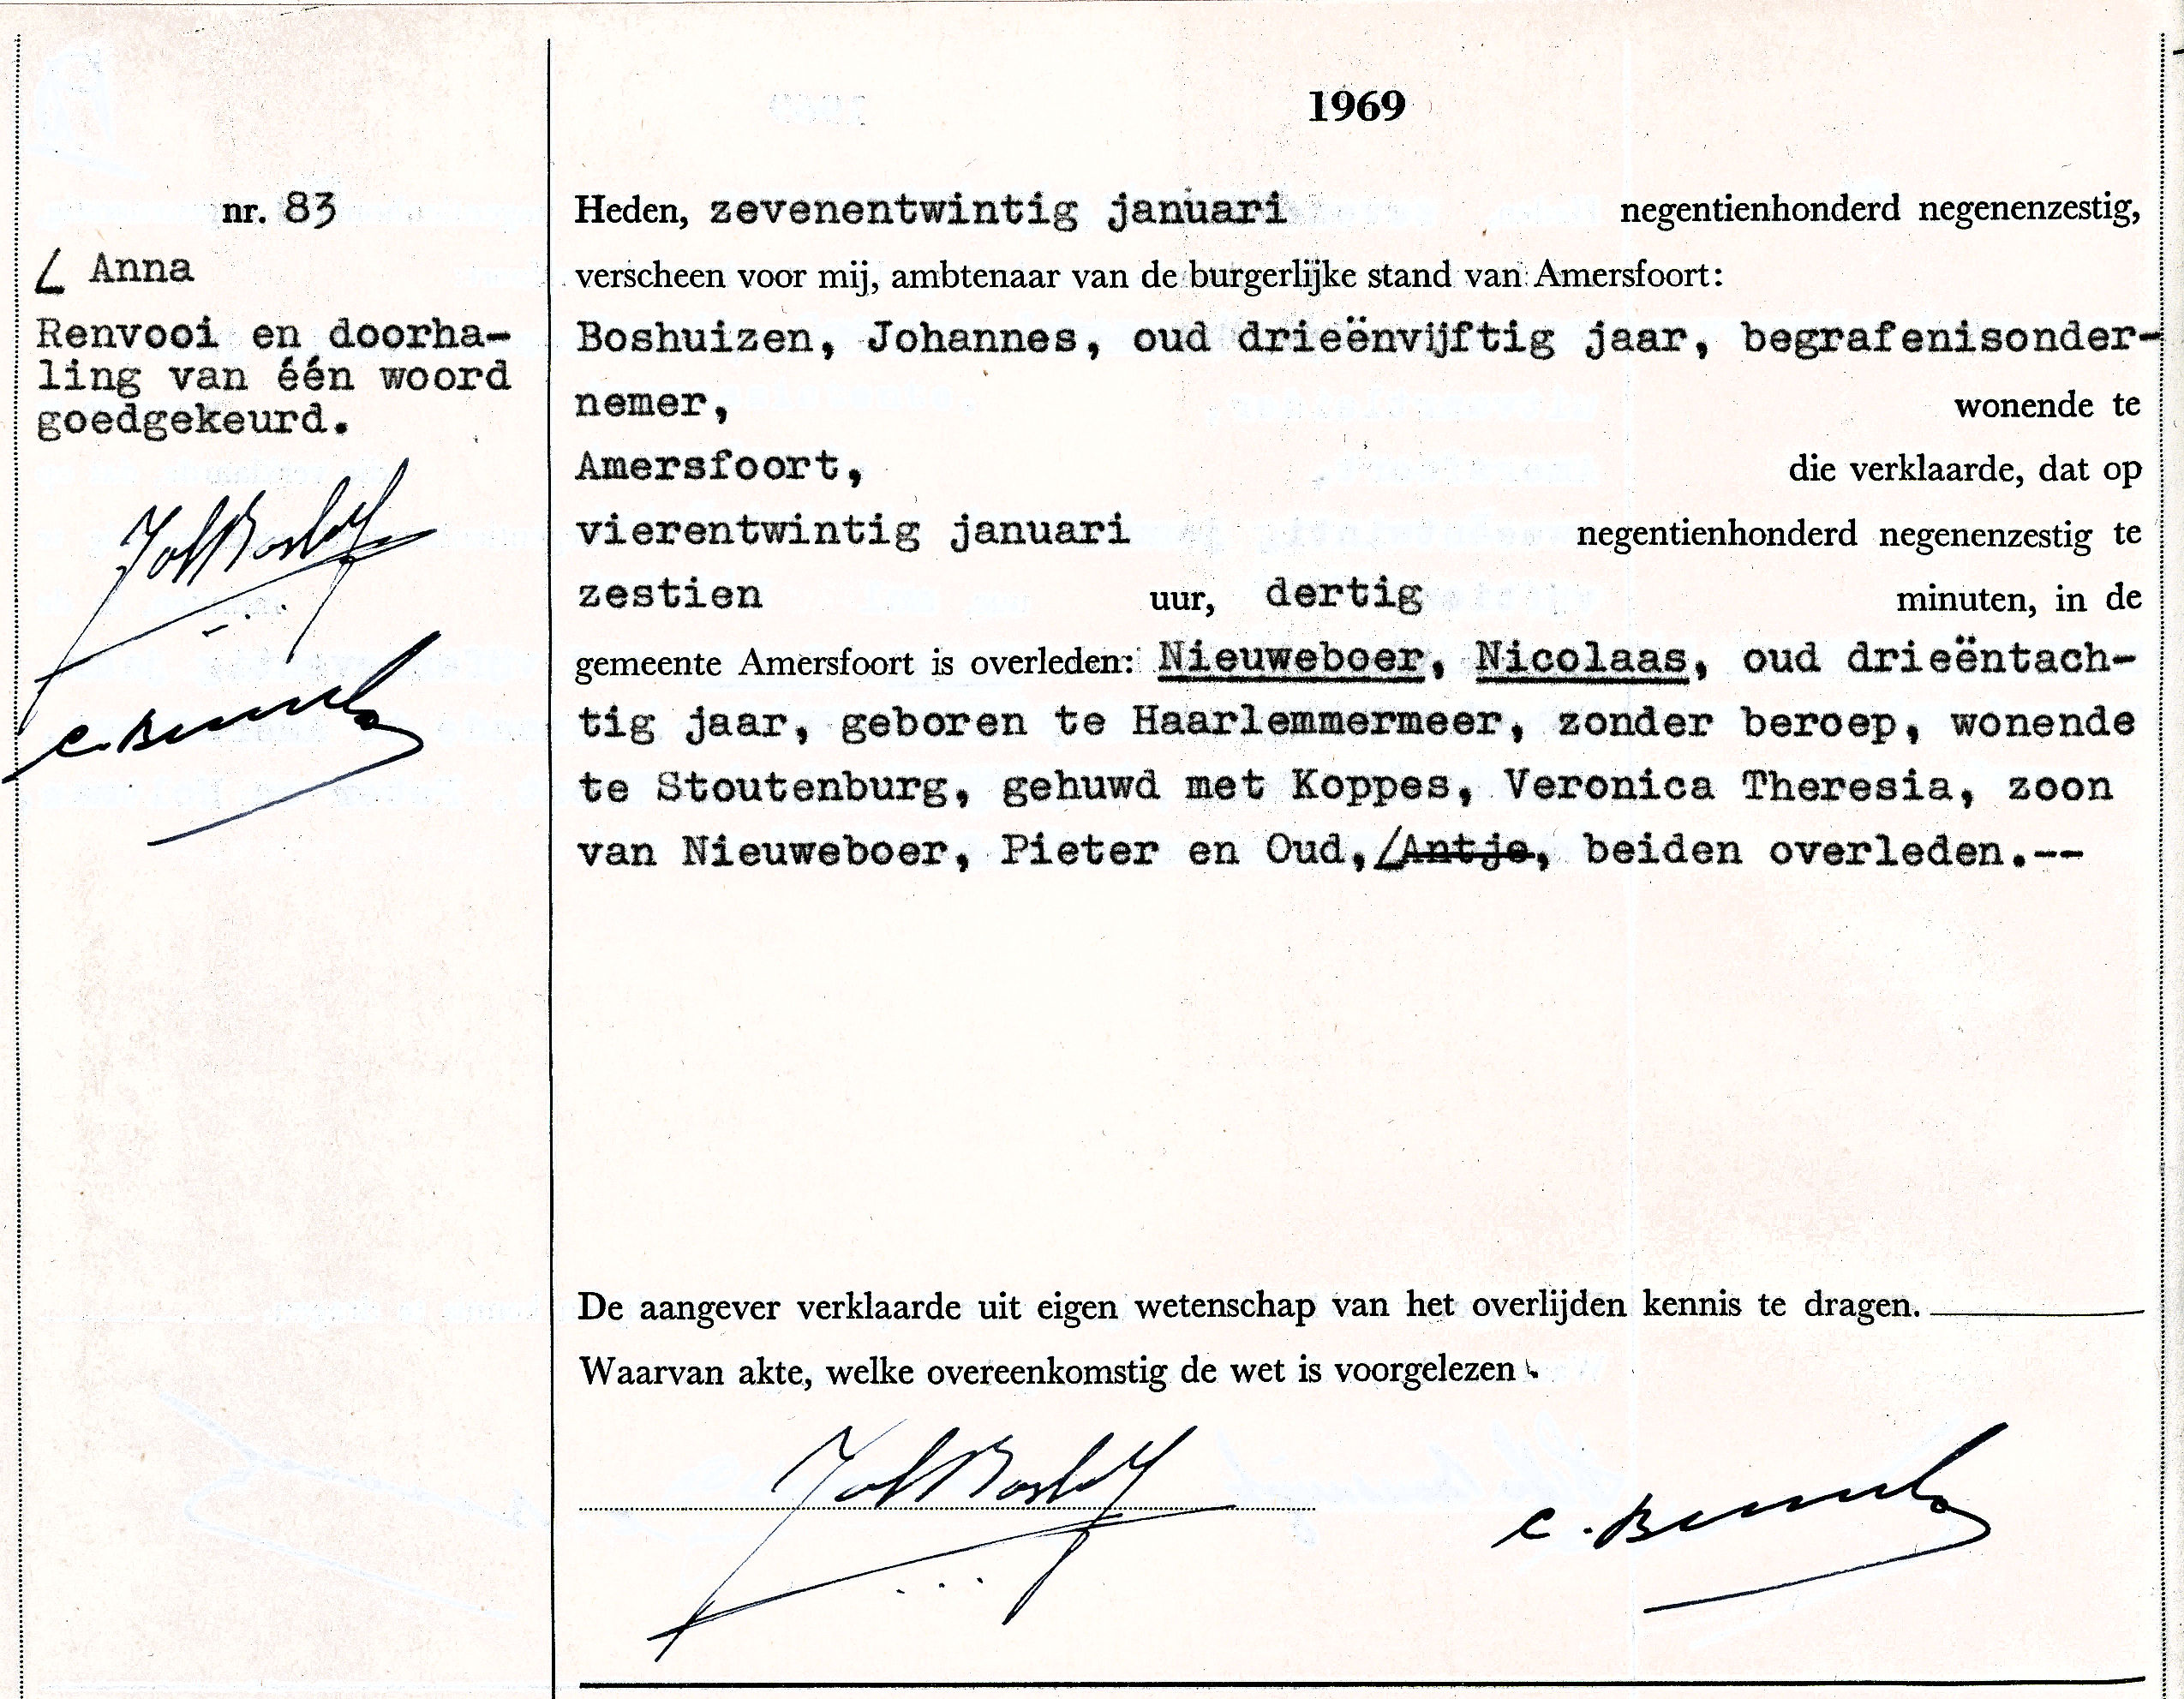 1969
nr. 83
∠ Anna
Renvooi en doorha-
ling van één woord
goedgekeurd.
Heden, zevenentwintig januari negentienhonderd negenenzestig,
verscheen voor mij, ambtenaar van de burgerlijke stand van Amersfoort:
Boshuizen, Johannes, oud drieënvijftig jaar, begrafenisonder-
nemer, wonende te
Amersfoort, die verklaarde, dat op
vierentwintig januari negentienhonderd negenenzestig te
zestien uur, dertig minuten, in de
gemeente Amersfoort is overleden: Nieuweboer, Nicolaas, oud drieëntach-
tig jaar, geboren te Haarlemmermeer, zonder beroep, wonende
te Stoutenburg, gehuwd met Koppes, Veronica Theresia, zoon
van Nieuweboer, Pieter en Oud,∠Antje, beiden overleden.--
De aangever verklaarde uit eigen wetenschap van het overlijden kennis te dragen.
Waarvan akte, welke overeenkomstig de wet is voorgelezen.